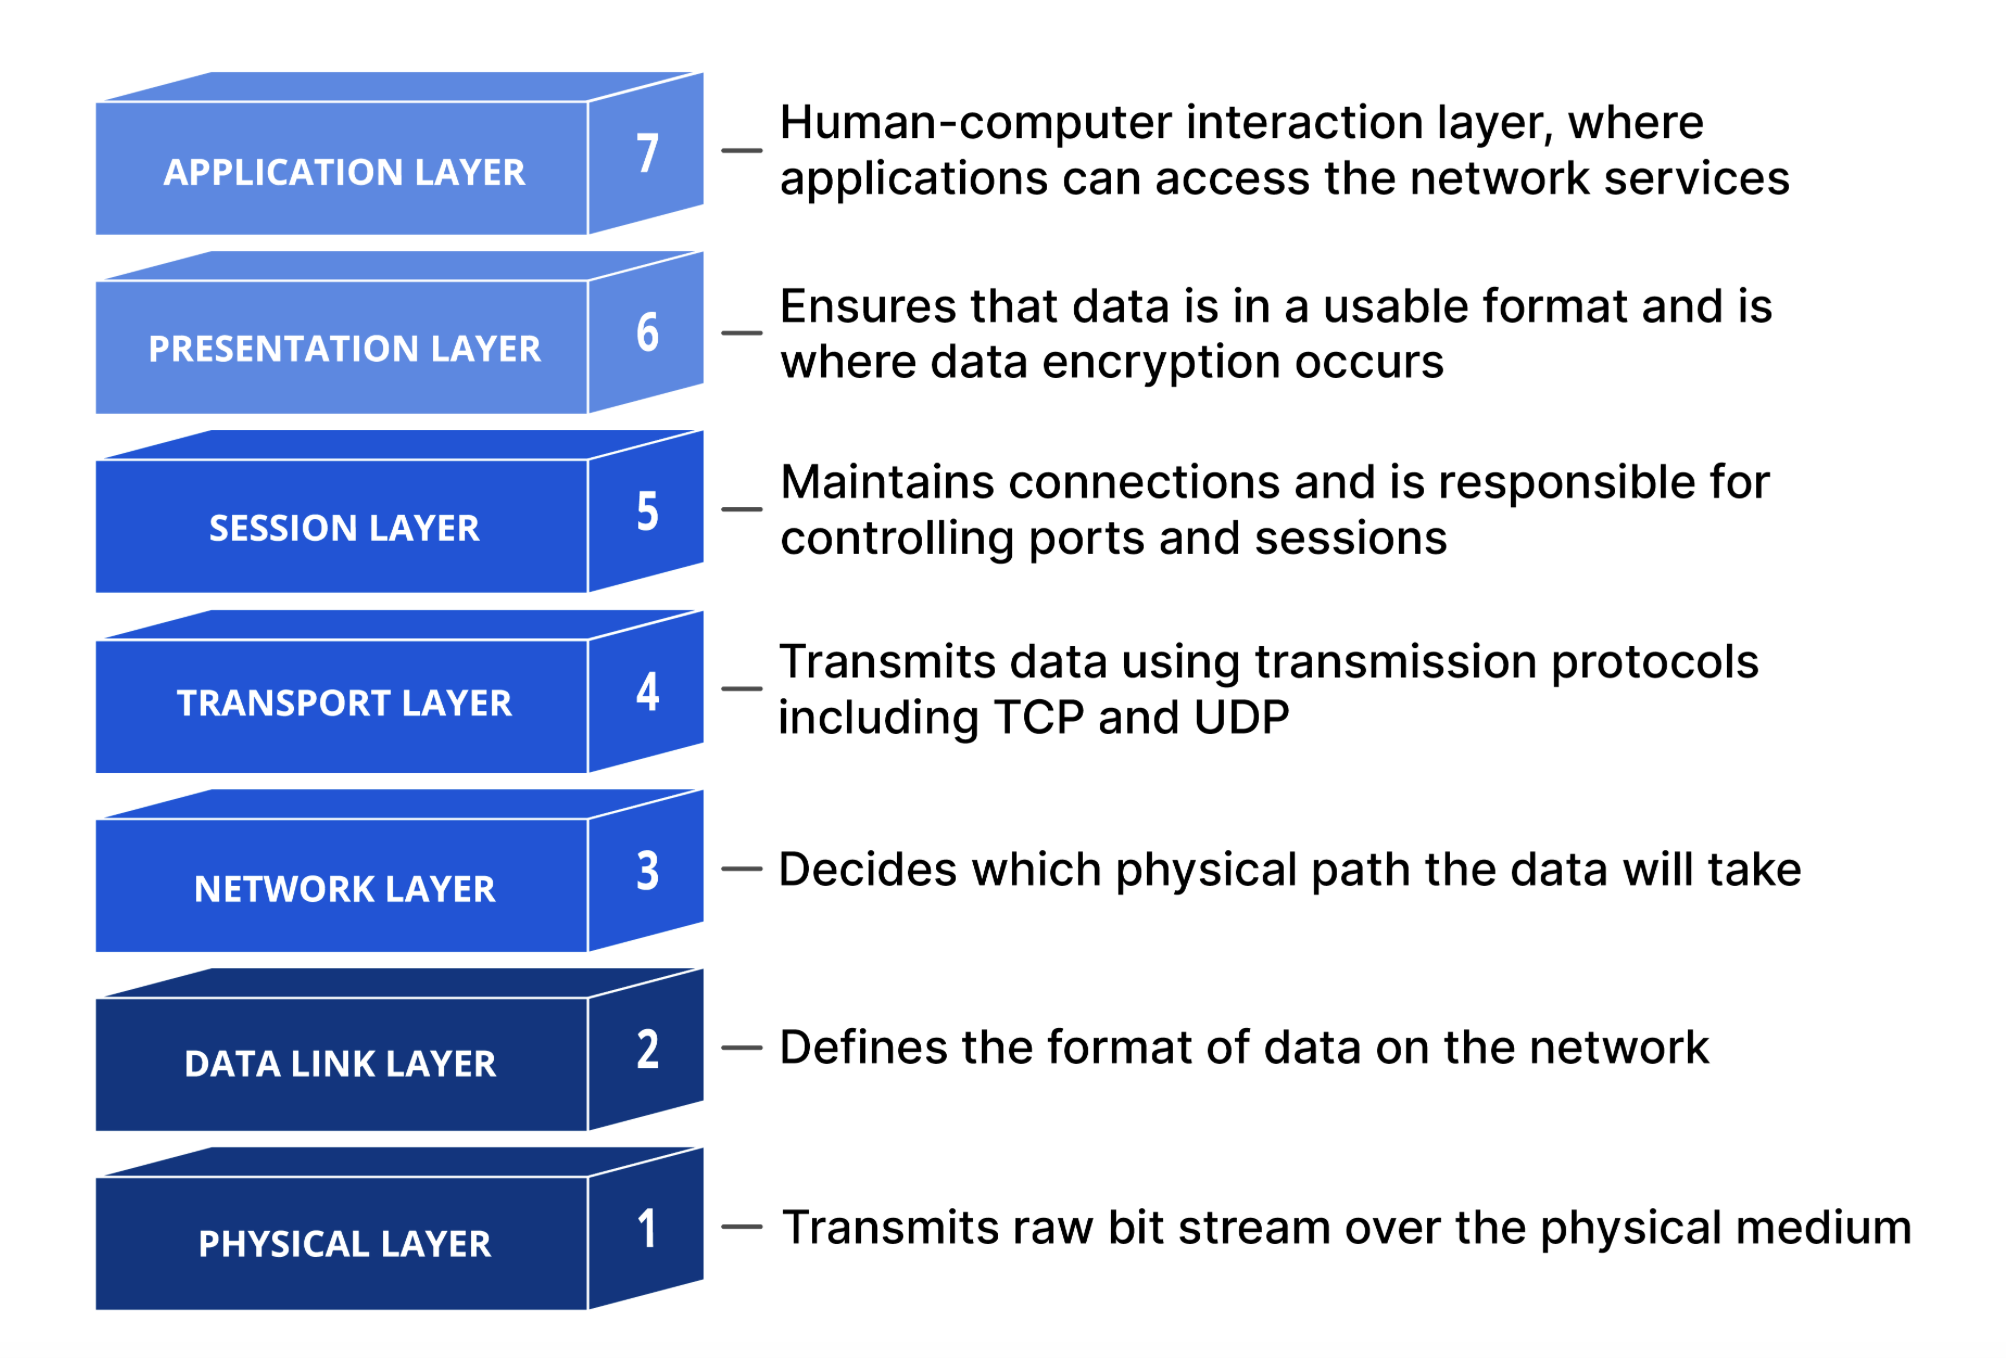 APPLICATION LAYER
7
Human-computer interaction layer, where
applications can access the network services
PRESENTATION LAYER
6
Ensures that data is in a usable format and is
where data encryption occurs
SESSION LAYER
5
Maintains connections and is responsible for
controlling ports and sessions
TRANSPORT LAYER
4
Transmits data using transmission protocols
including TCP and UDP
NETWORK LAYER
3
Decides which physical path the data will take
DATA LINK LAYER
2
Defines the format of data on the network
PHYSICAL LAYER
1
Transmits raw bit stream over the physical medium